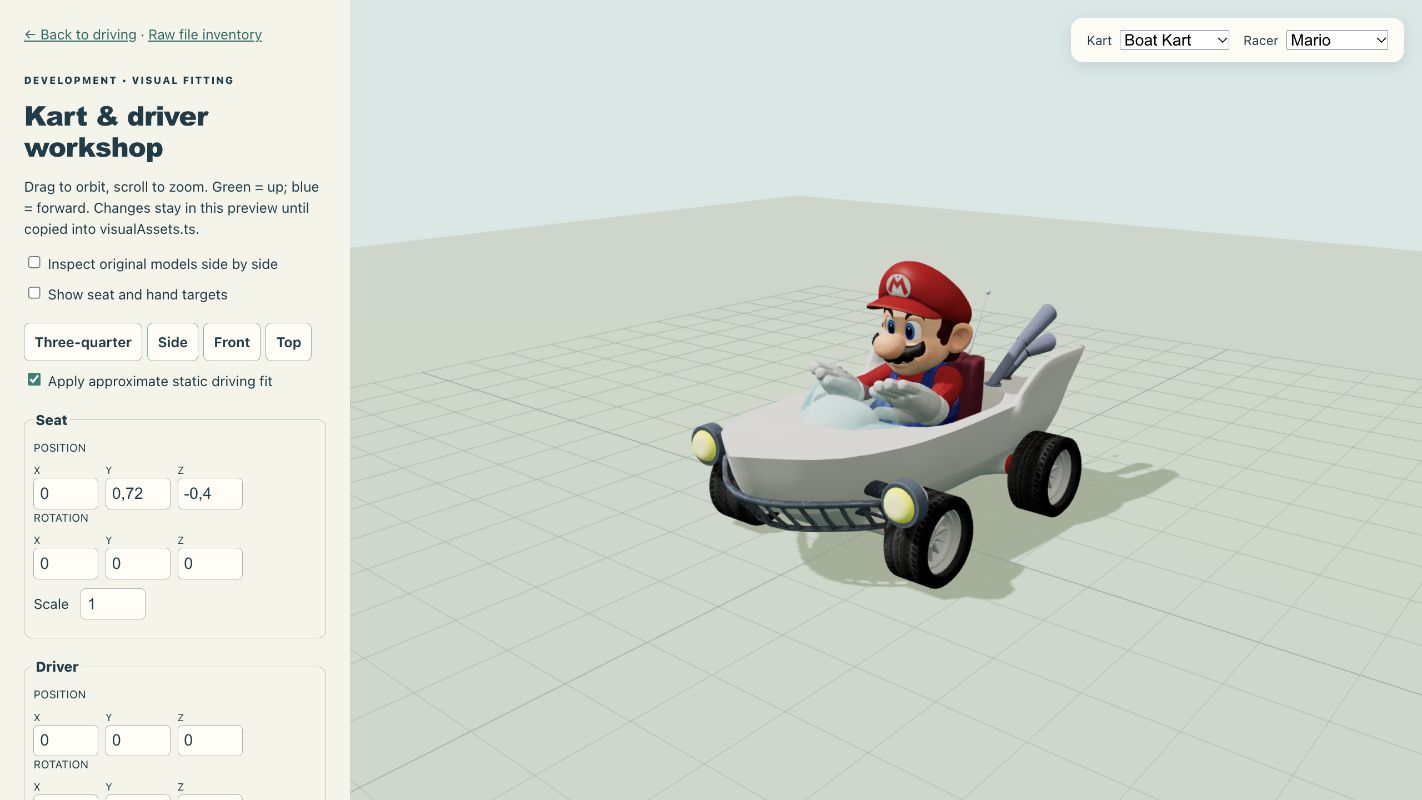 ← Back to driving · Raw file inventory
DEVELOPMENT • VISUAL FITTING
Kart & driver
workshop
Drag to orbit, scroll to zoom. Green = up; blue
= forward. Changes stay in this preview until
copied into visualAssets.ts.
Inspect original models side by side
Show seat and hand targets
Three-quarter Side Front Top
Apply approximate static driving fit
Seat
POSITION
X Y Z
0 0,72 -0,4
ROTATION
X Y Z
0 0 0
Scale 1
Driver
POSITION
X Y Z
0 0 0
ROTATION
X Y Z
Kart Boat Kart Racer Mario
M